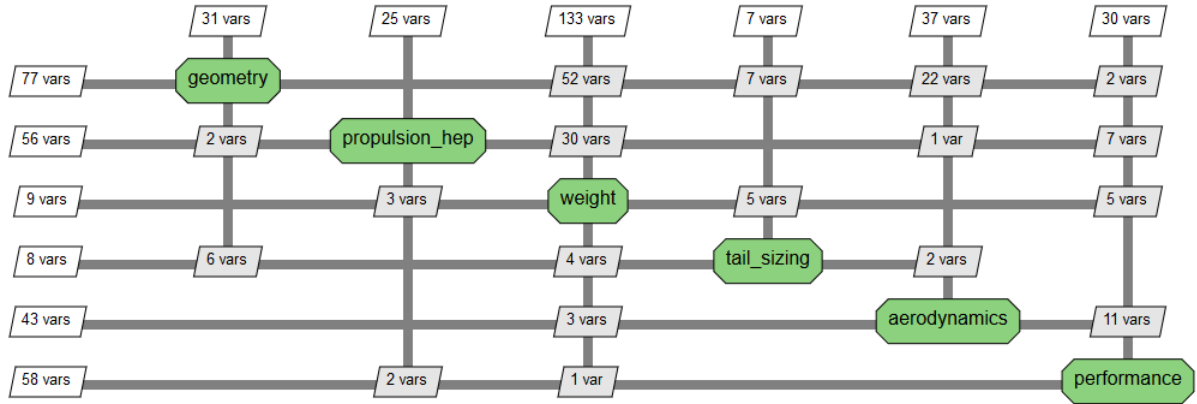 31 vars
25 vars
133 vars
7 vars
37 vars
30 vars
77 vars
geometry
52 vars
7 vars
22 vars
2 vars
56 vars
2 vars
propulsion_hep
30 vars
1 var
7 vars
9 vars
3 vars
weight
5 vars
5 vars
8 vars
6 vars
4 vars
tail_sizing
2 vars
43 vars
3 vars
aerodynamics
11 vars
58 vars
2 vars
1 var
performance